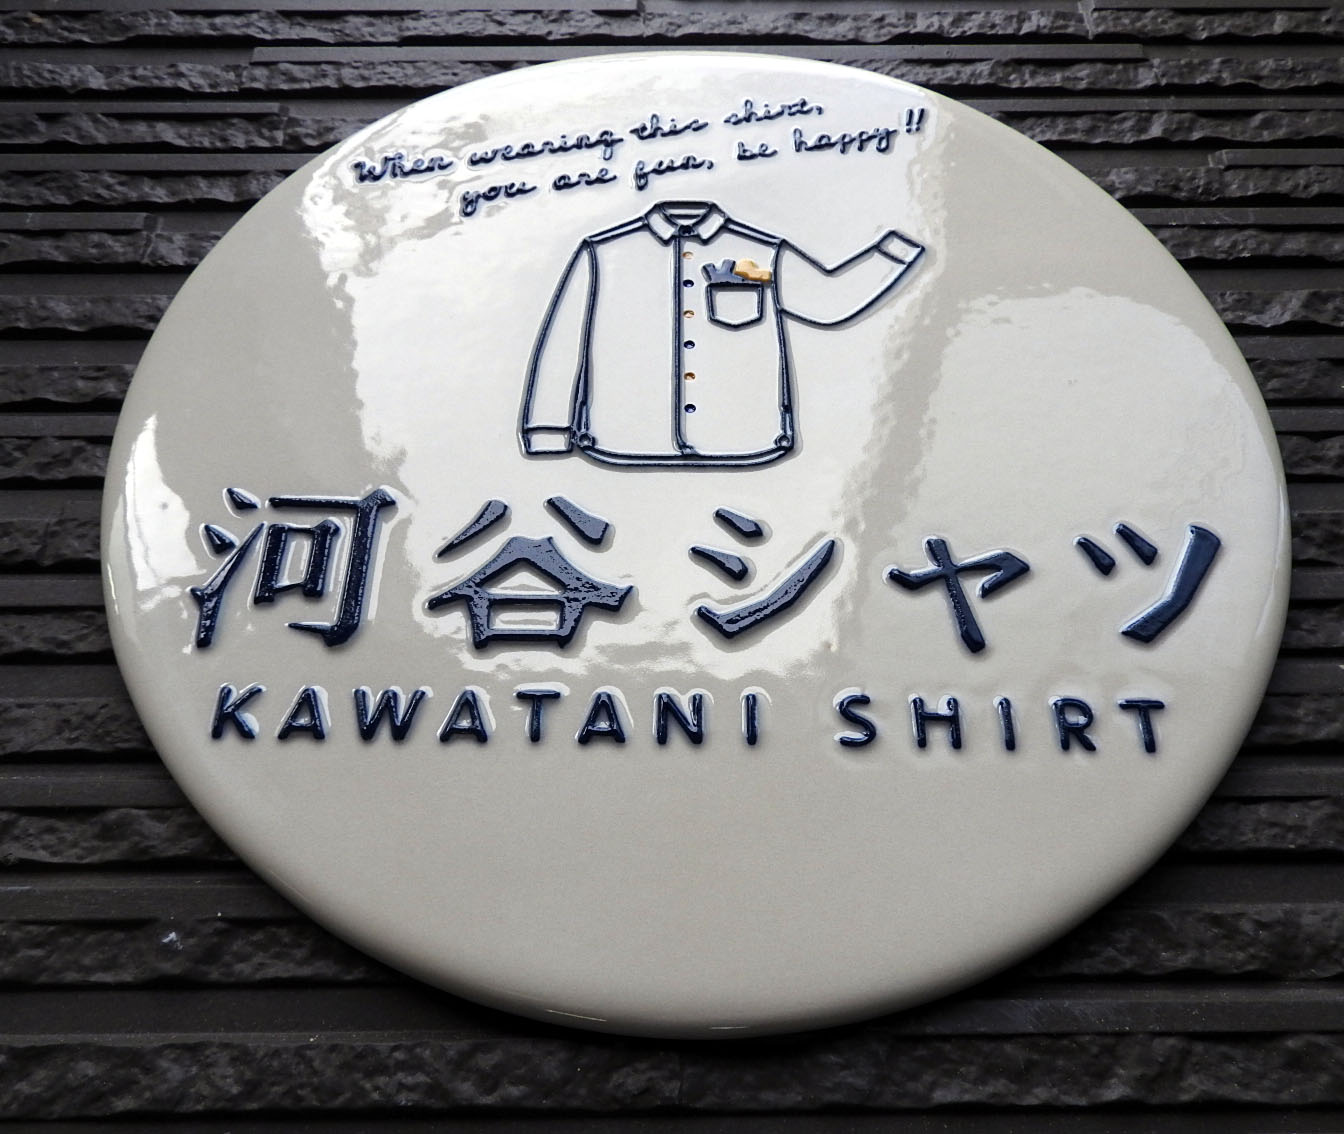 When wearing this shirt,
you are fun, be happy!!
河谷シャツ
KAWATANI SHIRT